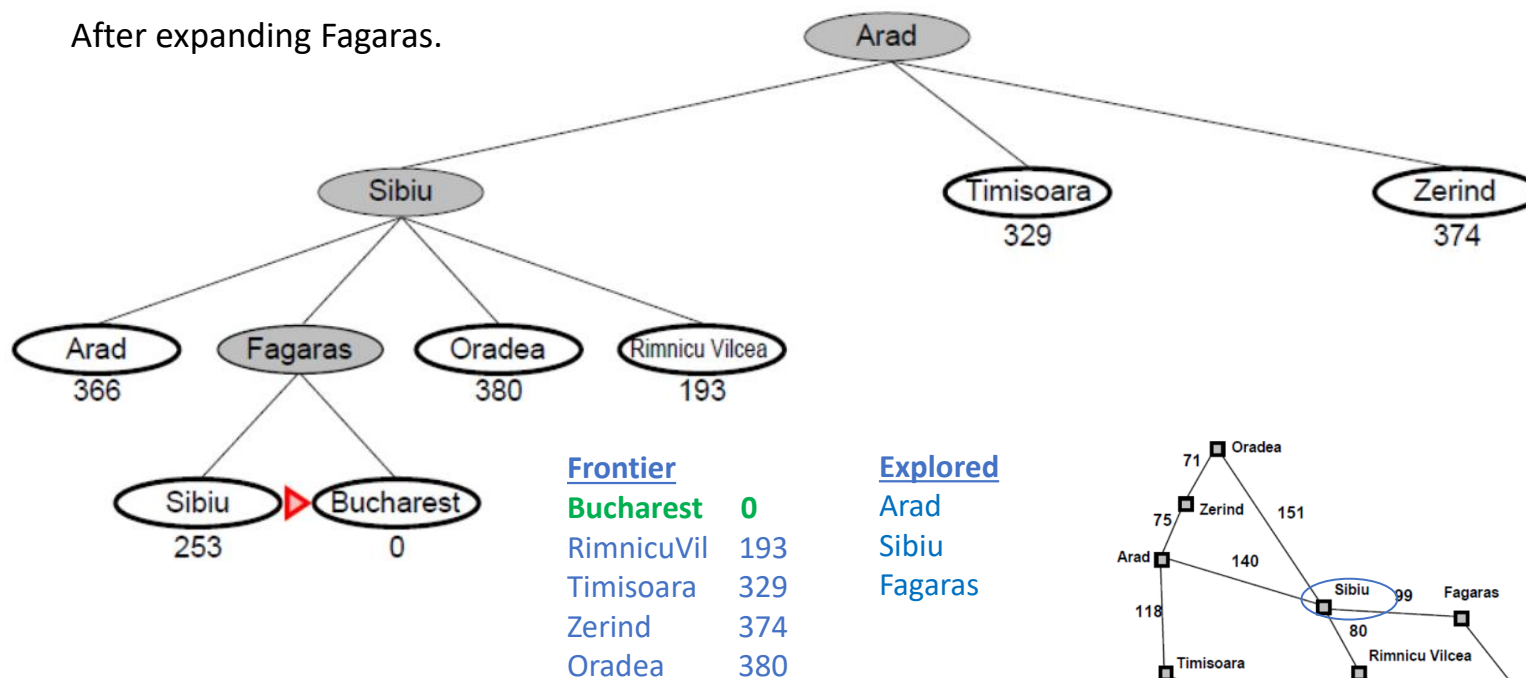 After expanding Fagaras.
Arad
Sibiu
Timisoara
329
Zerind
374
Arad
366
Fagaras
Oradea
380
Rimnicu Vilcea
193
Sibiu
253
Bucharest
0
Frontier
Bucharest 0
RimnicuVil 193
Timisoara 329
Zerind 374
Oradea 380
Explored
Arad
Sibiu
Fagaras
Oradea
71
Zerind
75
151
Arad
140
118
Sibiu
99
Fagaras
80
Rimnicu Vilcea
Timisoara